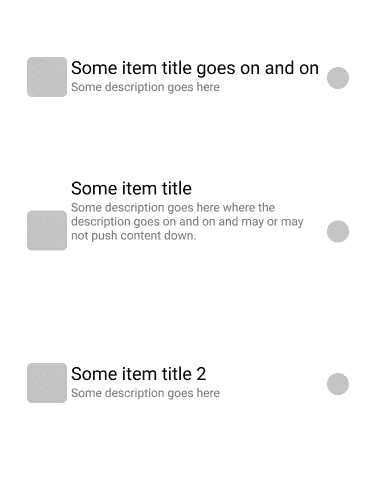 Some item title goes on and on
Some description goes here
Some item title
Some description goes here where the
description goes on and on and may or may
not push content down.
Some item title 2
Some description goes here